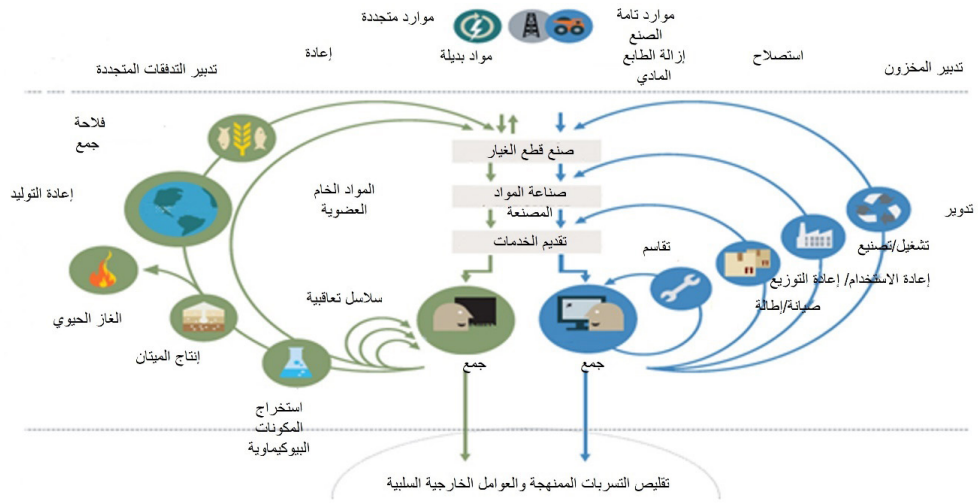 موارد تامة
الصنع
إزالة الطابع
المادي
موارد متجددة
مواد بديلة
إعادة
استصلاح
تدبير المخزون
تدبير التدفقات المتجددة
فلاحة
جمع
صنع قطع الغيار
صناعة المواد
المصنعة
تقديم الخدمات
المواد الخام
العضوية
إعادة التوليد
تدوير
تشغيل/تصنيع
تقاسم
إعادة الاستخدام/ إعادة التوزيع
صيانة/إطالة
سلاسل تعاقبية
الغاز الحيوي
إنتاج الميتان
جمع
جمع
استخراج
المكونات
البيوكيماوية
تقليص التسربات الممنهجة والعوامل الخارجية السلبية